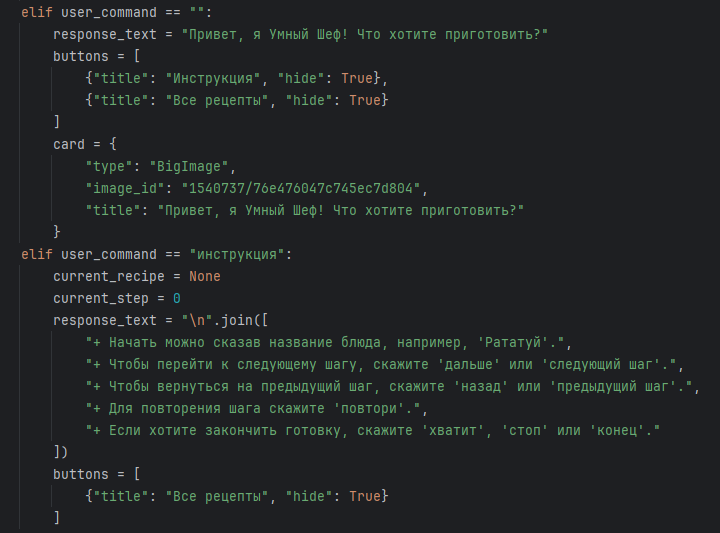 elif user_command == "":
    response_text = "Привет, я Умный Шеф! Что хотите приготовить?"
    buttons = [
        {"title": "Инструкция", "hide": True},
        {"title": "Все рецепты", "hide": True}
    ]
    card = {
        "type": "BigImage",
        "image_id": "1540737/76e476047c745ec7d804",
        "title": "Привет, я Умный Шеф! Что хотите приготовить?"
    }
elif user_command == "инструкция":
    current_recipe = None
    current_step = 0
    response_text = "\n".join([
        "+ Начать можно сказав название блюда, например, 'Рататуй'.",
        "+ Чтобы перейти к следующему шагу, скажите 'дальше' или 'следующий шаг'.",
        "+ Чтобы вернуться на предыдущий шаг, скажите 'назад' или 'предыдущий шаг'.",
        "+ Для повторения шага скажите 'повтори'.",
        "+ Если хотите закончить готовку, скажите 'хватит', 'стоп' или 'конец'."
    ])
    buttons = [
        {"title": "Все рецепты", "hide": True}
    ]